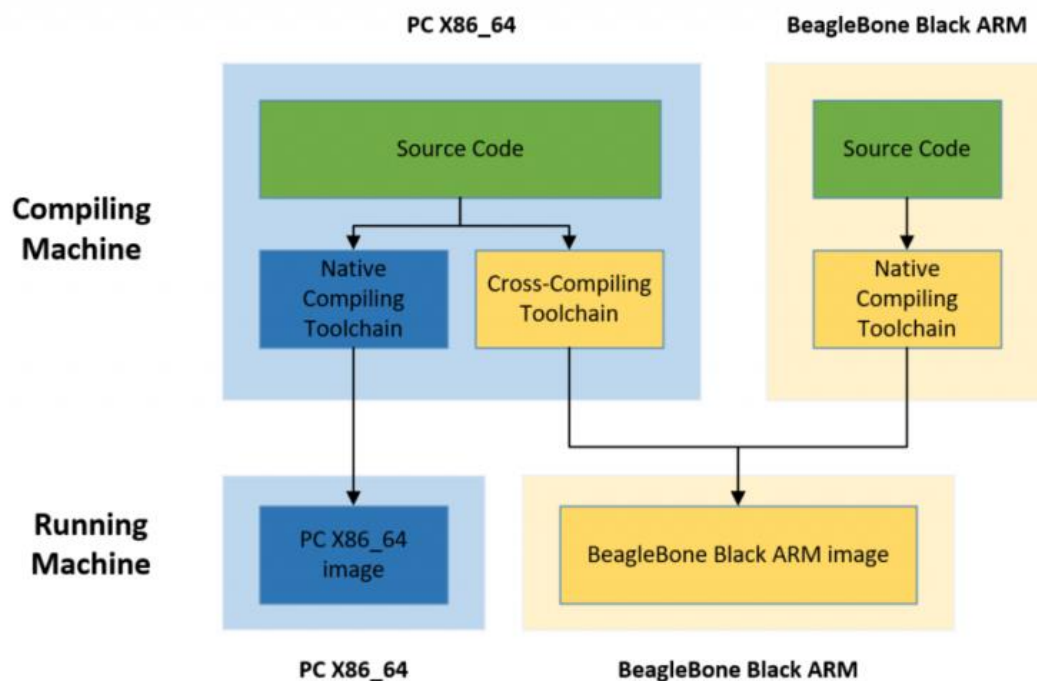 PC X86_64
BeagleBone Black ARM
Source Code
Source Code
Compiling
Machine
Native
Compiling
Toolchain
Cross-Compiling
Toolchain
Native
Compiling
Toolchain
Running
Machine
PC X86_64
image
BeagleBone Black ARM image
PC X86_64
BeagleBone Black ARM